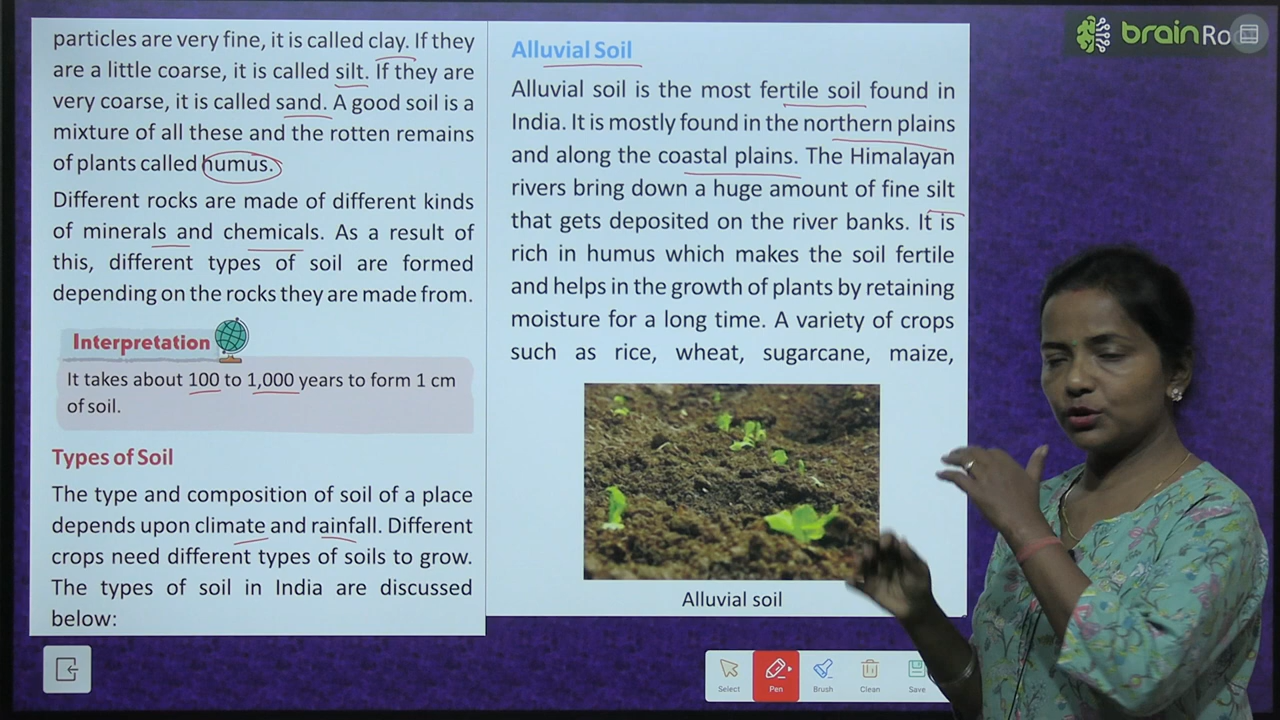 particles are very fine, it is called clay. If they
are a little coarse, it is called silt. If they are
very coarse, it is called sand. A good soil is a
mixture of all these and the rotten remains
of plants called humus.
Different rocks are made of different kinds
of minerals and chemicals. As a result of
this, different types of soil are formed
depending on the rocks they are made from.
Interpretation
It takes about 100 to 1,000 years to form 1 cm
of soil.
Types of Soil
The type and composition of soil of a place
depends upon climate and rainfall. Different
crops need different types of soils to grow.
The types of soil in India are discussed
below:
Alluvial Soil
Alluvial soil is the most fertile soil found in
India. It is mostly found in the northern plains
and along the coastal plains. The Himalayan
rivers bring down a huge amount of fine silt
that gets deposited on the river banks. It is
rich in humus which makes the soil fertile
and helps in the growth of plants by retaining
moisture for a long time. A variety of crops
such as rice, wheat, sugarcane, maize,
Alluvial soil
brain Ro
Select Pen Brush Clean Save